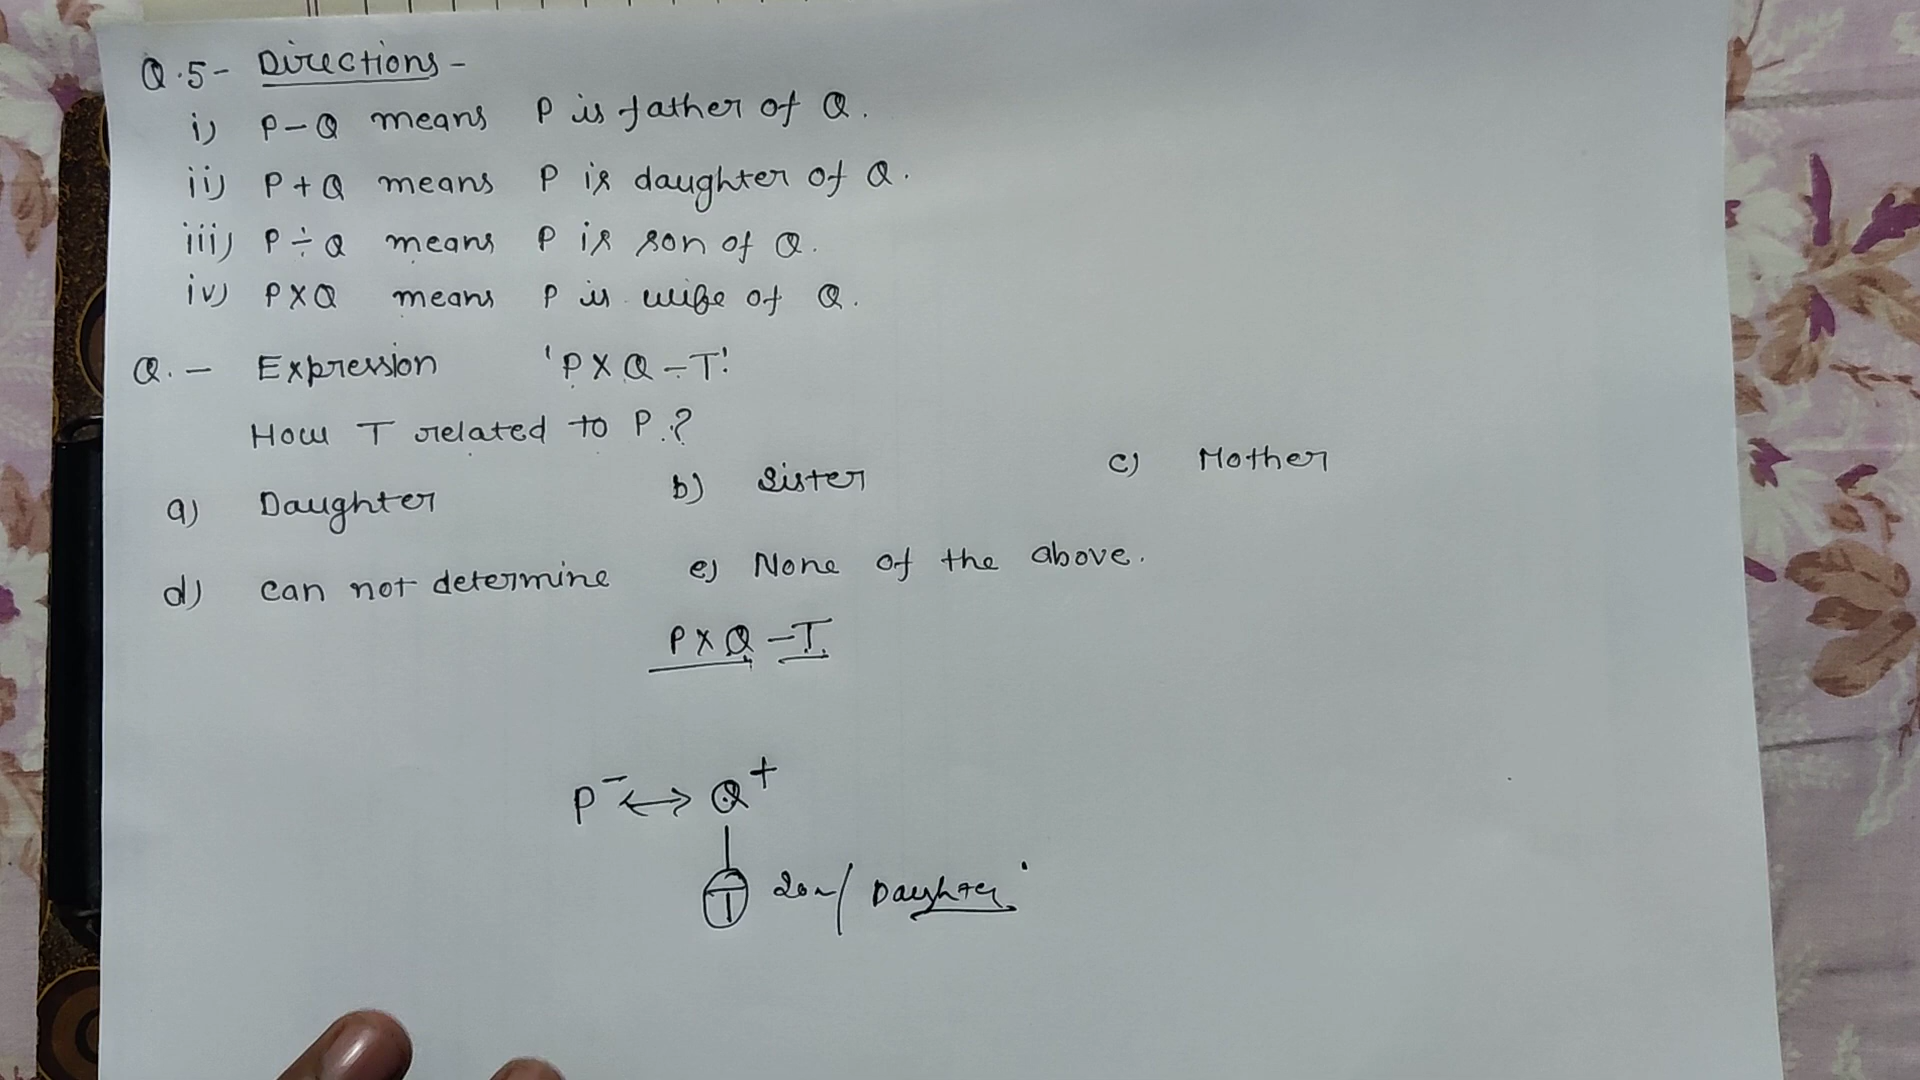 Q.5- Directions -
i) P-Q means P is father of Q.
ii) P+Q means P is daughter of Q.
iii) P÷Q means P is son of Q.
iv) P×Q means P is wife of Q.
Q. - Expression 'P×Q-T'
How T related to P.?
a) Daughter b) Sister c) Mother
d) can not determine e) None of the above.
P×Q-T
P⁻ ↔ Q⁺
T son/ Daughter